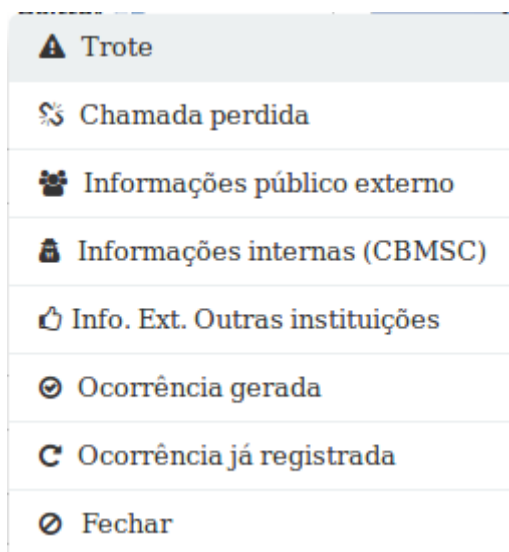 Trote
Chamada perdida
Informações público externo
Informações internas (CBMSC)
Info. Ext. Outras instituições
Ocorrência gerada
Ocorrência já registrada
Fechar